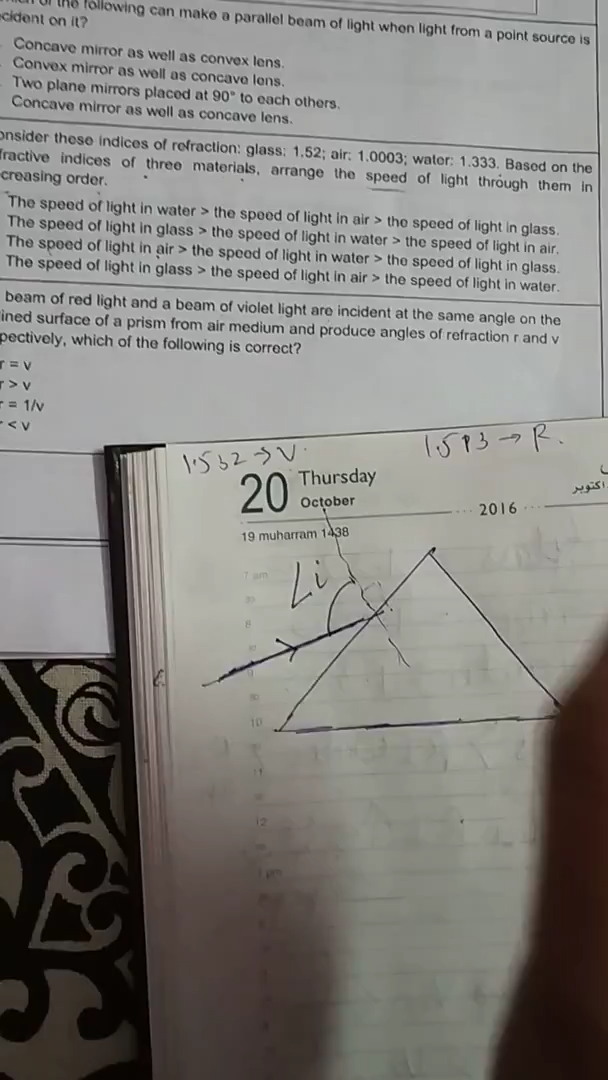 of the following can make a parallel beam of light when light from a point source is
cident on it?
Concave mirror as well as convex lens.
Convex mirror as well as concave lens.
Two plane mirrors placed at 90° to each others.
Concave mirror as well as concave lens.
onsider these indices of refraction: glass: 1.52; air: 1.0003; water: 1.333. Based on the
fractive indices of three materials, arrange the speed of light through them in
creasing order.
The speed of light in water > the speed of light in air > the speed of light in glass.
The speed of light in glass > the speed of light in water > the speed of light in air.
The speed of light in air > the speed of light in water > the speed of light in glass.
The speed of light in glass > the speed of light in air > the speed of light in water.
beam of red light and a beam of violet light are incident at the same angle on the
ined surface of a prism from air medium and produce angles of refraction r and v
pectively, which of the following is correct?
r = v
r > v
r = 1/v
r < v
1.532 → V.
1.513 → R.
20 Thursday
October
2016
اكتوبر
19 muharram 1438
7 am
Li
8
9
10
11
12
1 pm